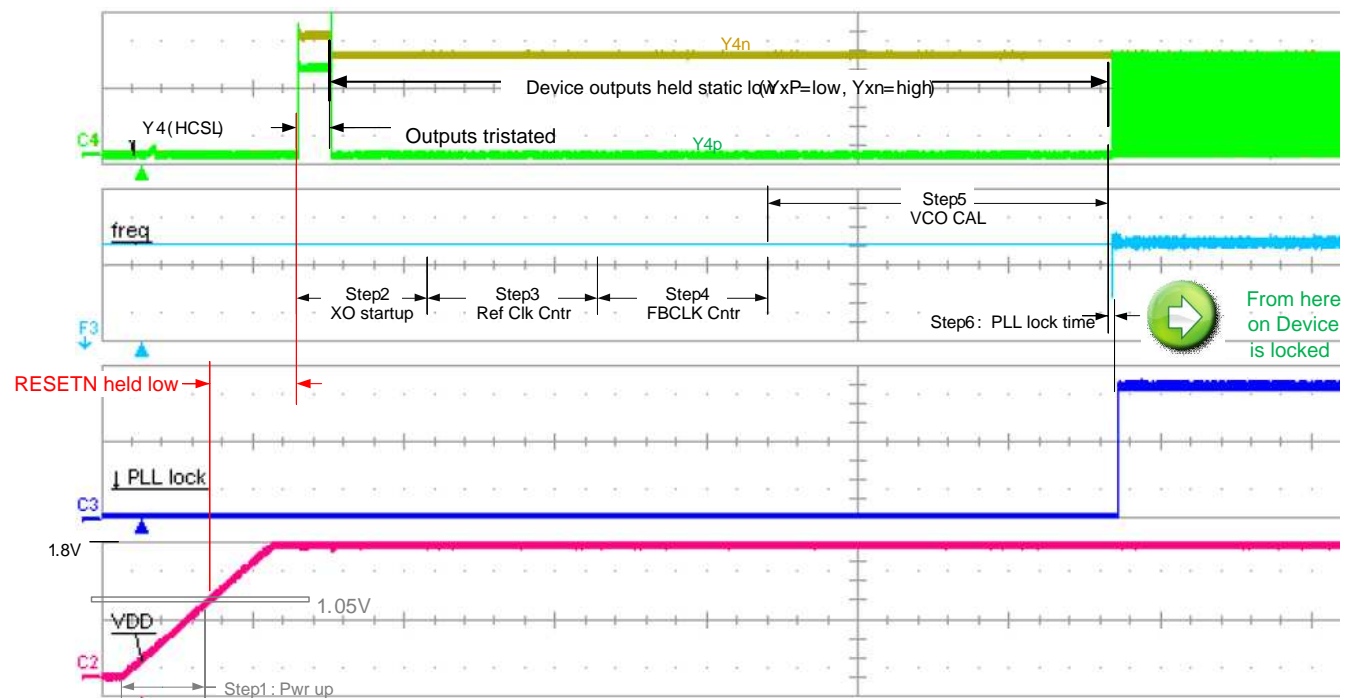 Y4n
Device outputs held static low(YxP=low, Yxn=high)
Y4(HCSL)
Outputs tristated
C4
Y4p
Step5
VCO CAL
freq
Step2
XO startup
Step3
Ref Clk Cntr
Step4
FBCLK Cntr
Step6: PLL lock time
From here
on Device
is locked
F3
RESETN held low
PLL lock
C3
1.8V
1.05V
VDD
C2
Step1: Pwr up